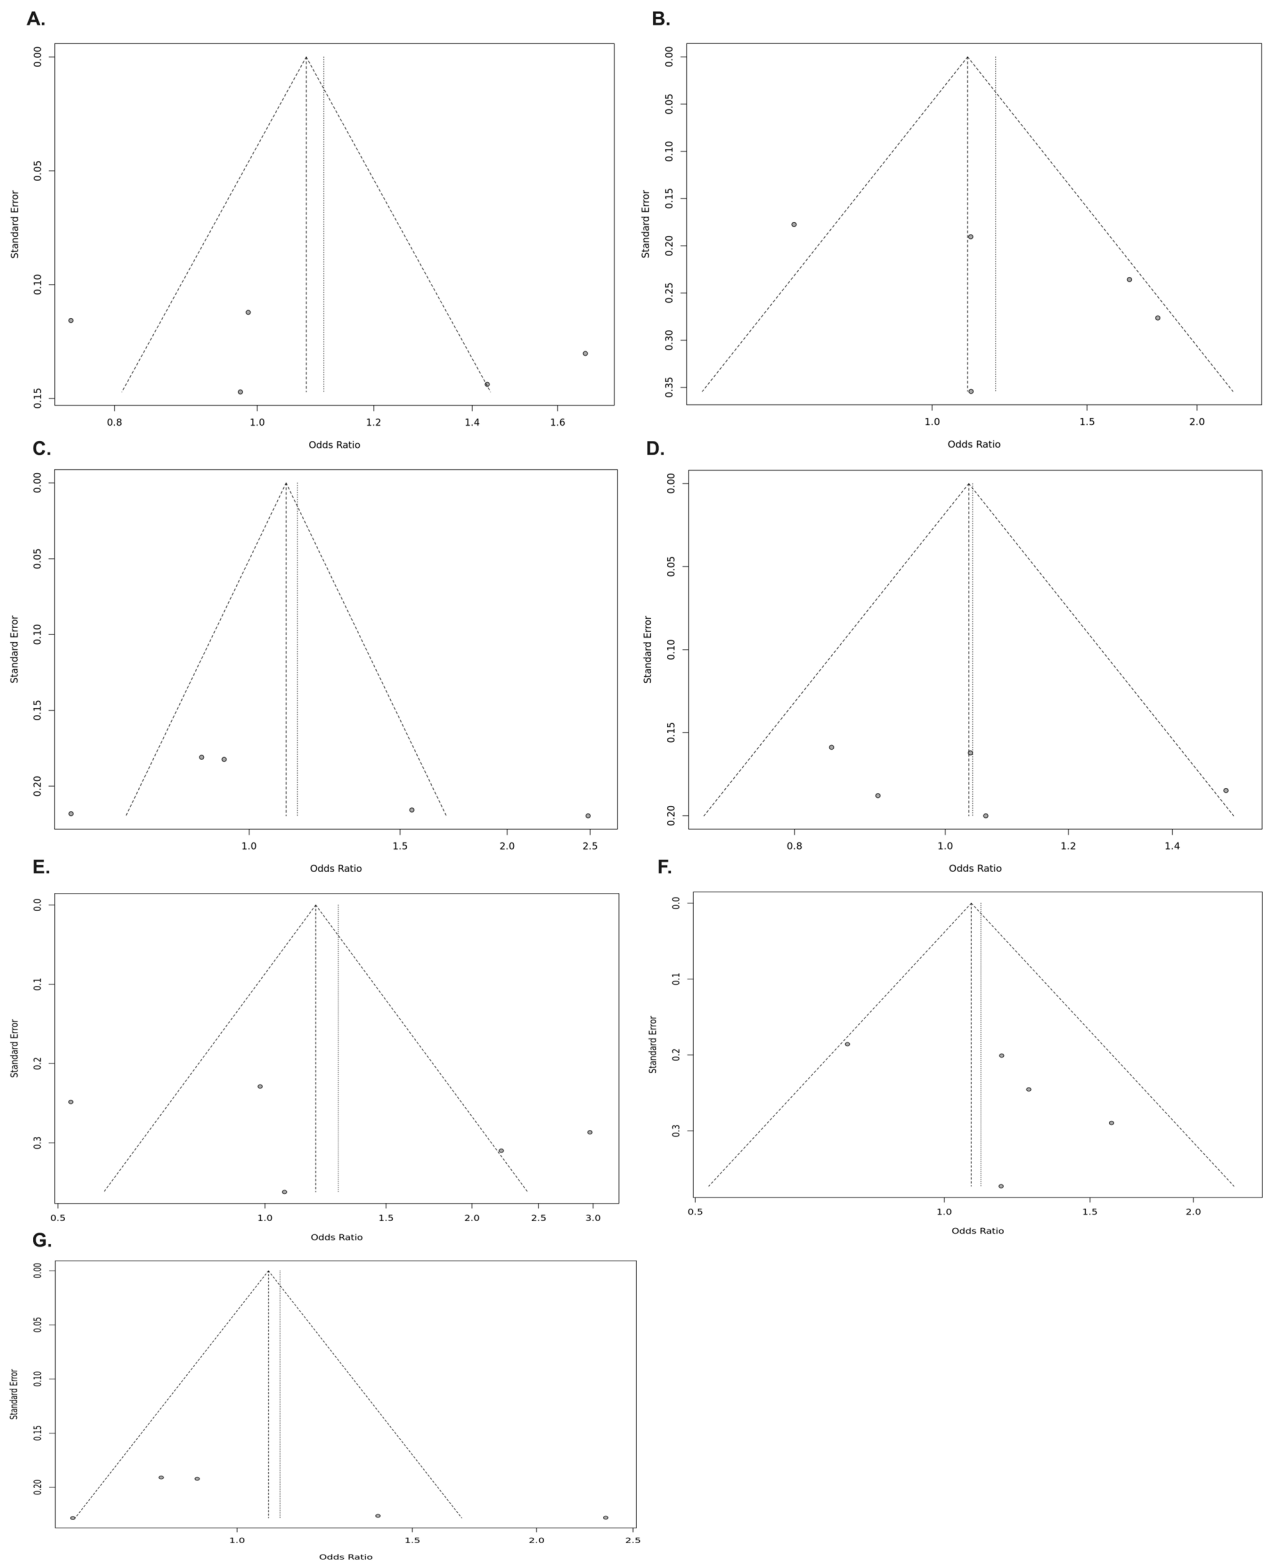 A.
Standard Error
0.00
0.05
0.10
0.15
0.8 1.0 1.2 1.4 1.6
Odds Ratio
B.
Standard Error
0.00
0.05
0.10
0.15
0.20
0.25
0.30
0.35
1.0 1.5 2.0
Odds Ratio
C.
Standard Error
0.00
0.05
0.10
0.15
0.20
1.0 1.5 2.0 2.5
Odds Ratio
D.
Standard Error
0.00
0.05
0.10
0.15
0.20
0.8 1.0 1.2 1.4
Odds Ratio
E.
Standard Error
0.0
0.1
0.2
0.3
0.5 1.0 1.5 2.0 2.5 3.0
Odds Ratio
F.
Standard Error
0.0
0.1
0.2
0.3
0.5 1.0 1.5 2.0
Odds Ratio
G.
Standard Error
0.00
0.05
0.10
0.15
0.20
1.0 1.5 2.0 2.5
Odds Ratio